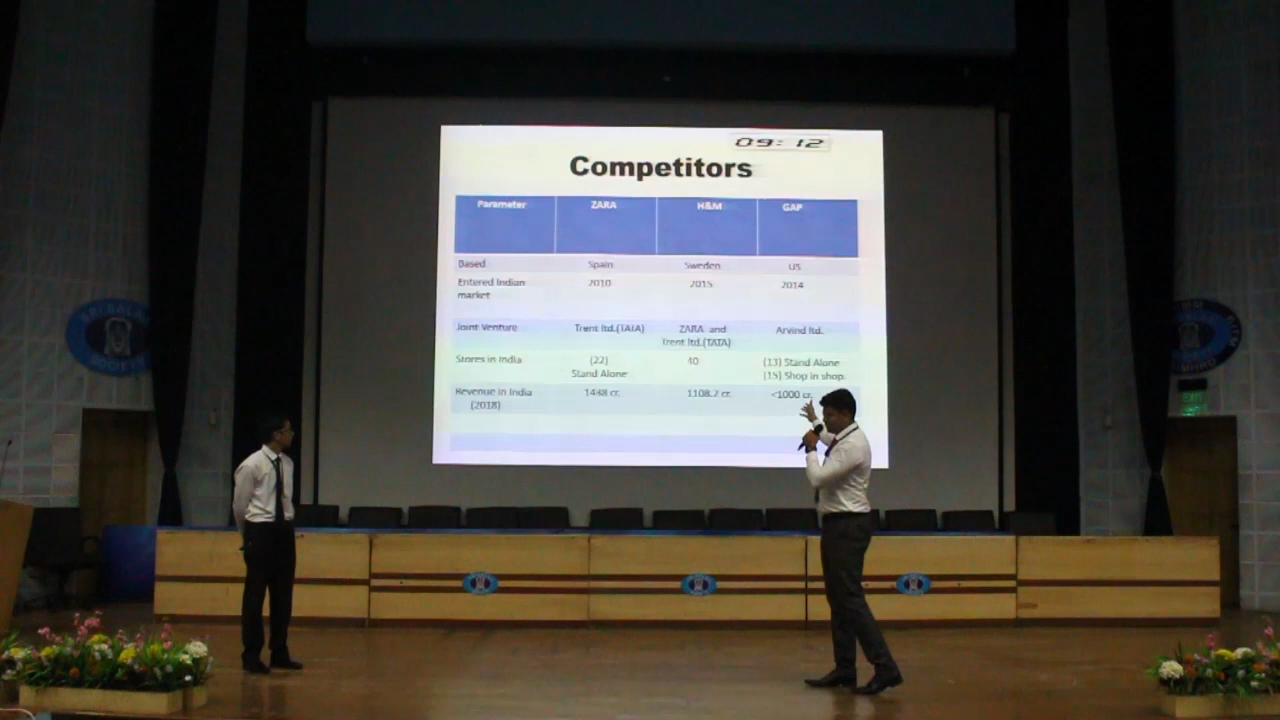 09: 12
Competitors
Parameter ZARA H&M GAP
Based Spain Sweden US
Entered Indian market 2010 2015 2014
Joint Venture Trent ltd.(TATA) ZARA and Trent ltd.(TATA) Arvind ltd.
Stores in India (22) Stand Alone 40 (13) Stand Alone (15) Shop in shop.
Revenue in India (2018) 1438 cr. 1108.2 cr. <1000 cr.
EXIT